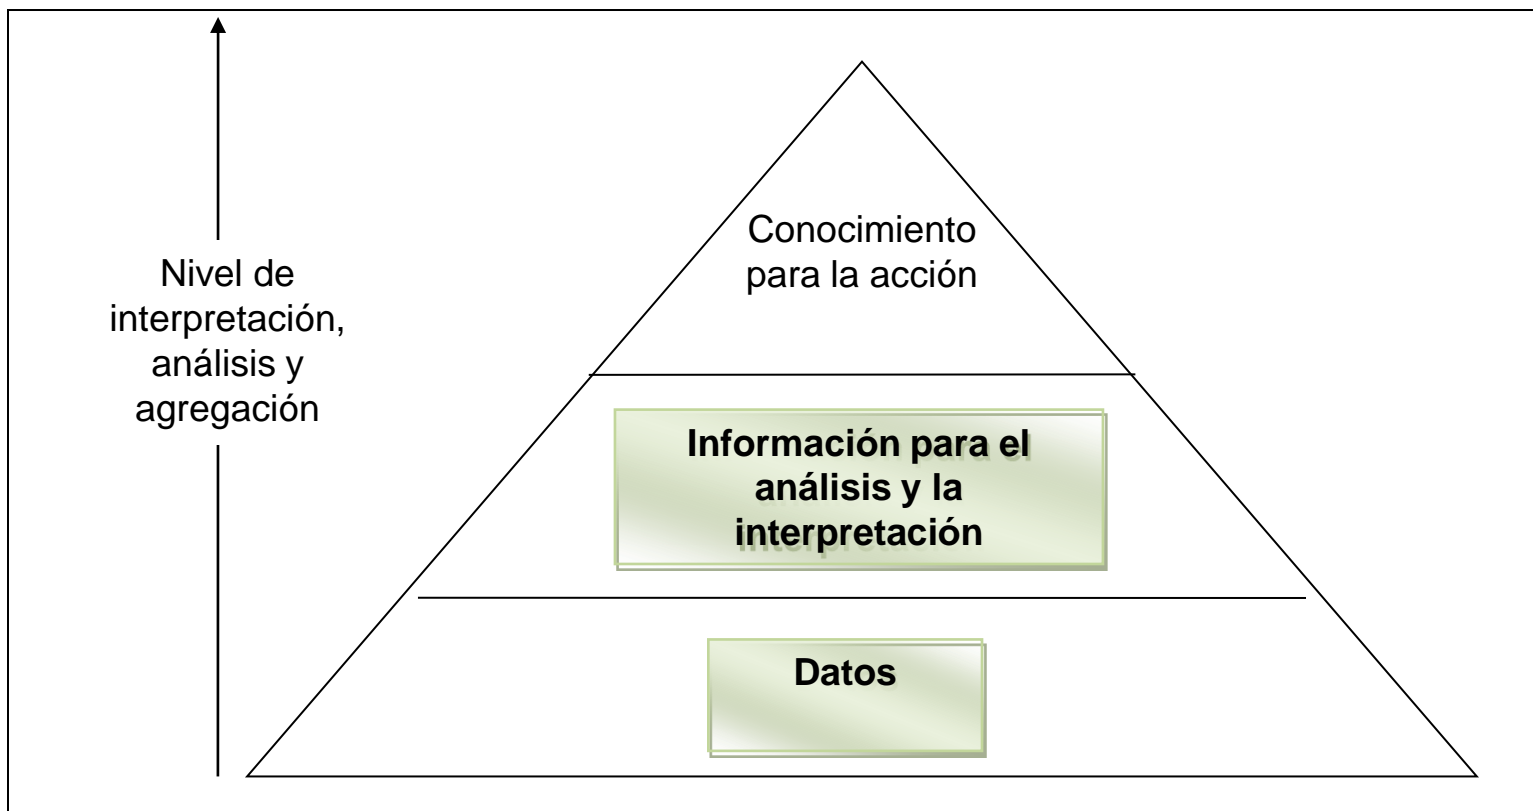 Nivel de
interpretación,
análisis y
agregación
Conocimiento
para la acción
Información para el
análisis y la
interpretación
Datos